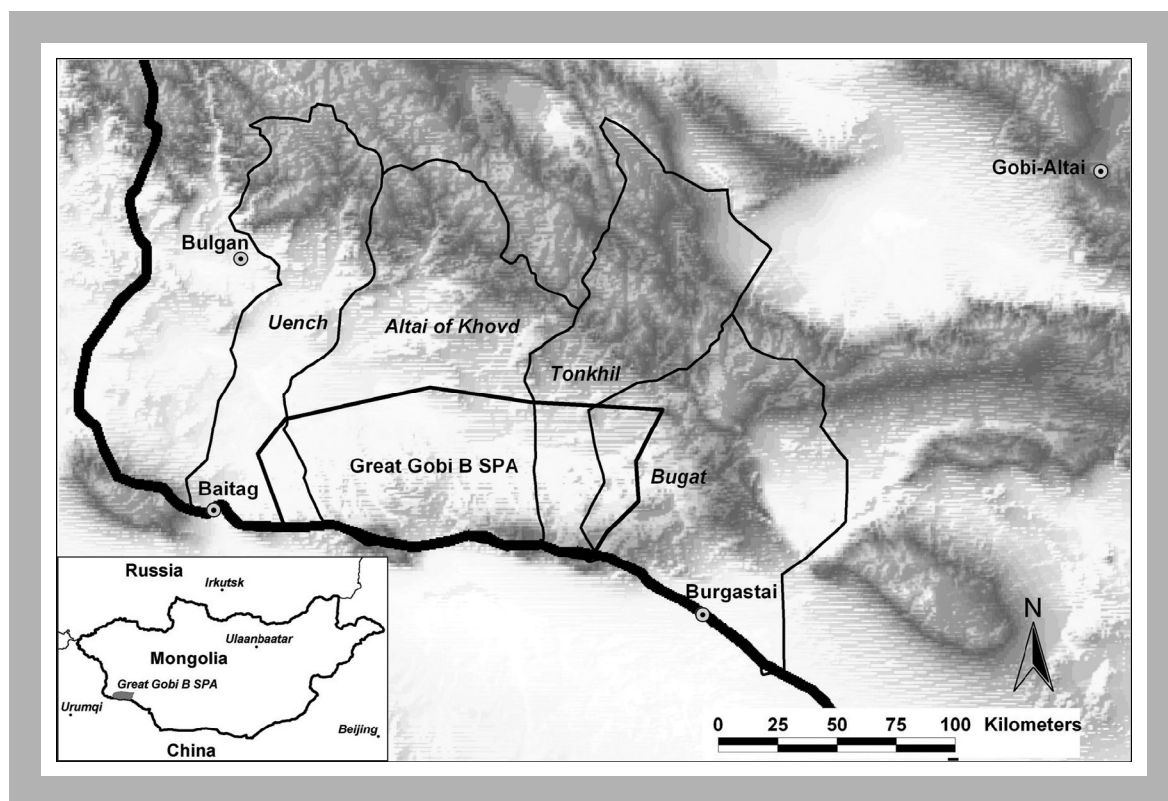 Gobi-Altai
Bulgan
Uench
Altai of Khovd
Tonkhil
Great Gobi B SPA
Bugat
Baitag
Burgastai
N
0 25 50 75 100 Kilometers
Russia
Irkutsk
Ulaanbaatar
Mongolia
Great Gobi B SPA
Urumqi
Beijing
China